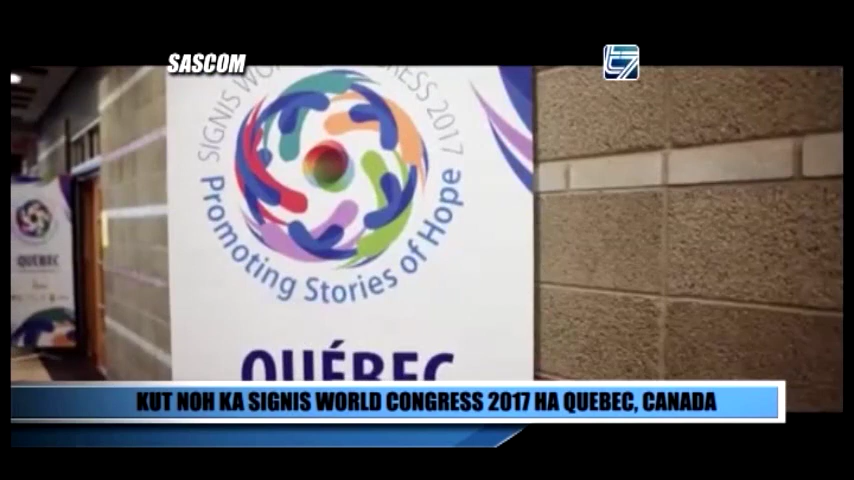 SASCOM
T7
SIGNIS WORLD CONGRESS 2017
Promoting Stories of Hope
QUÉBEC
QUEBEC
KUT NOH KA SIGNIS WORLD CONGRESS 2017 HA QUEBEC, CANADA